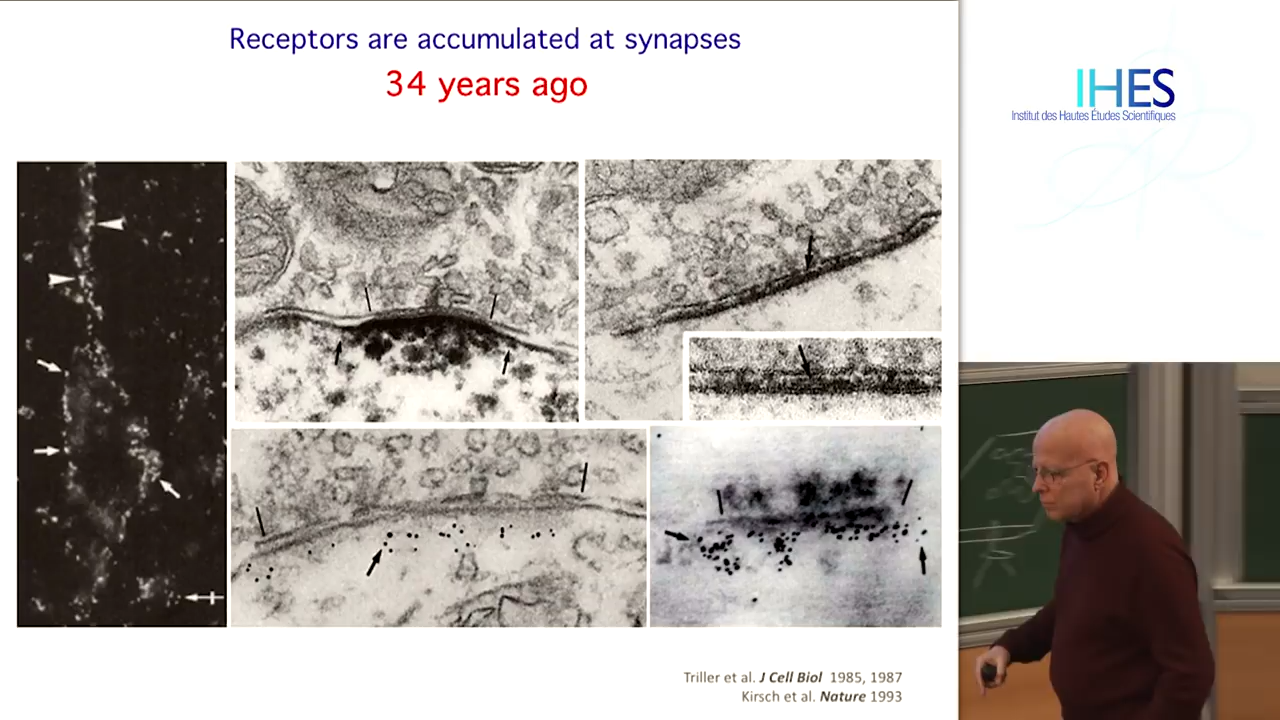 Receptors are accumulated at synapses
34 years ago
IHES
Institut des Hautes Études Scientifiques
Triller et al. J Cell Biol 1985, 1987
Kirsch et al. Nature 1993